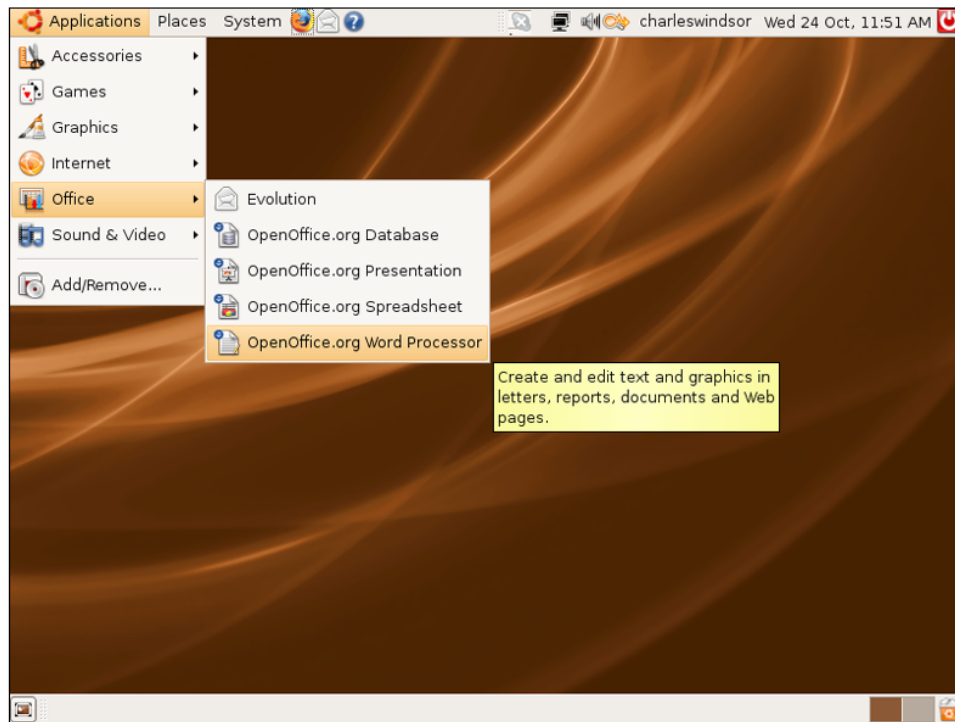 Applications Places System charleswindsor Wed 24 Oct, 11:51 AM
Accessories
Games
Graphics
Internet
Office
Sound & Video
Add/Remove...
Evolution
OpenOffice.org Database
OpenOffice.org Presentation
OpenOffice.org Spreadsheet
OpenOffice.org Word Processor
Create and edit text and graphics in
letters, reports, documents and Web
pages.